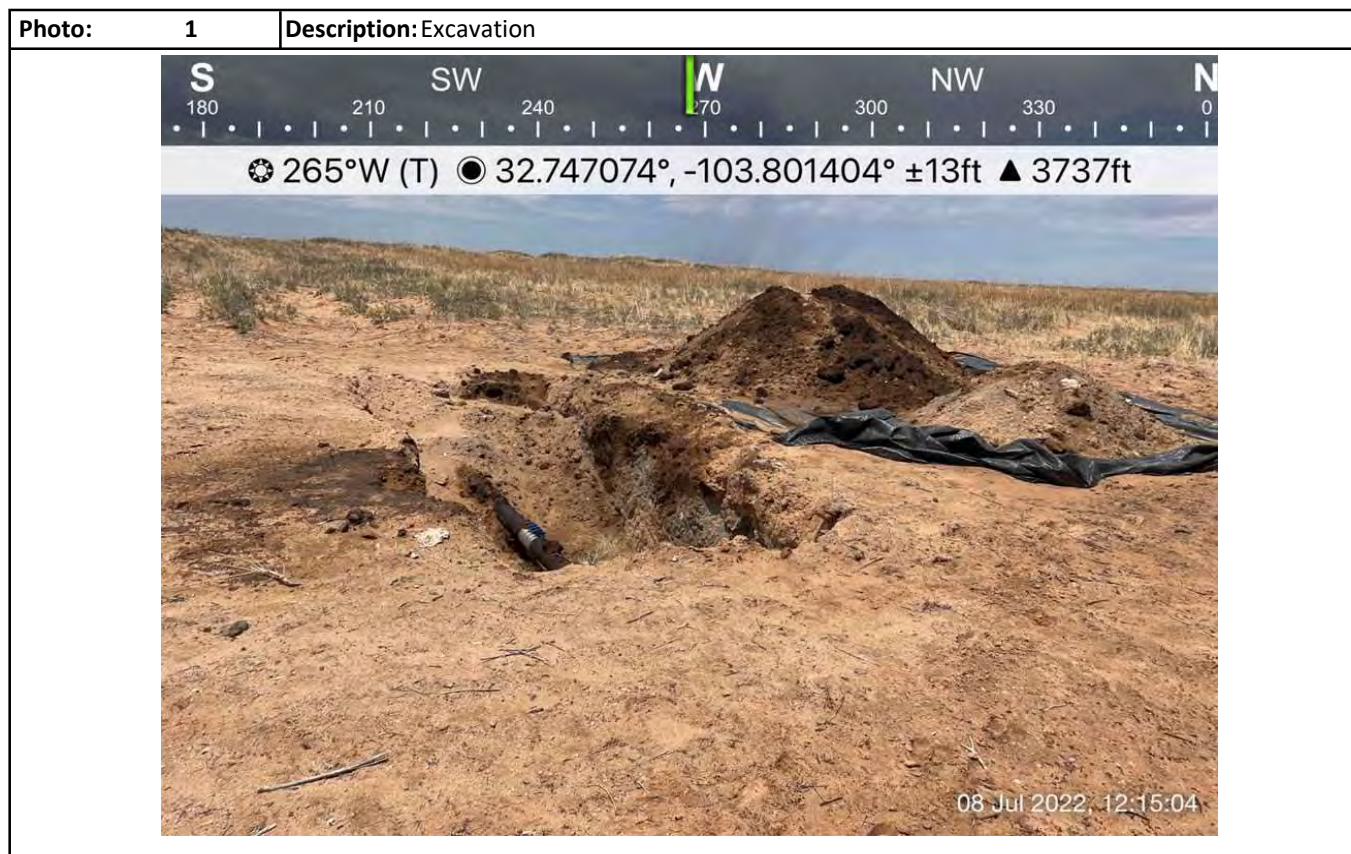 Photo: 1 Description: Excavation
S SW W NW N
180 210 240 270 300 330 0
265°W (T) 32.747074°, -103.801404° ±13ft ▲ 3737ft
08 Jul 2022, 12:15:04